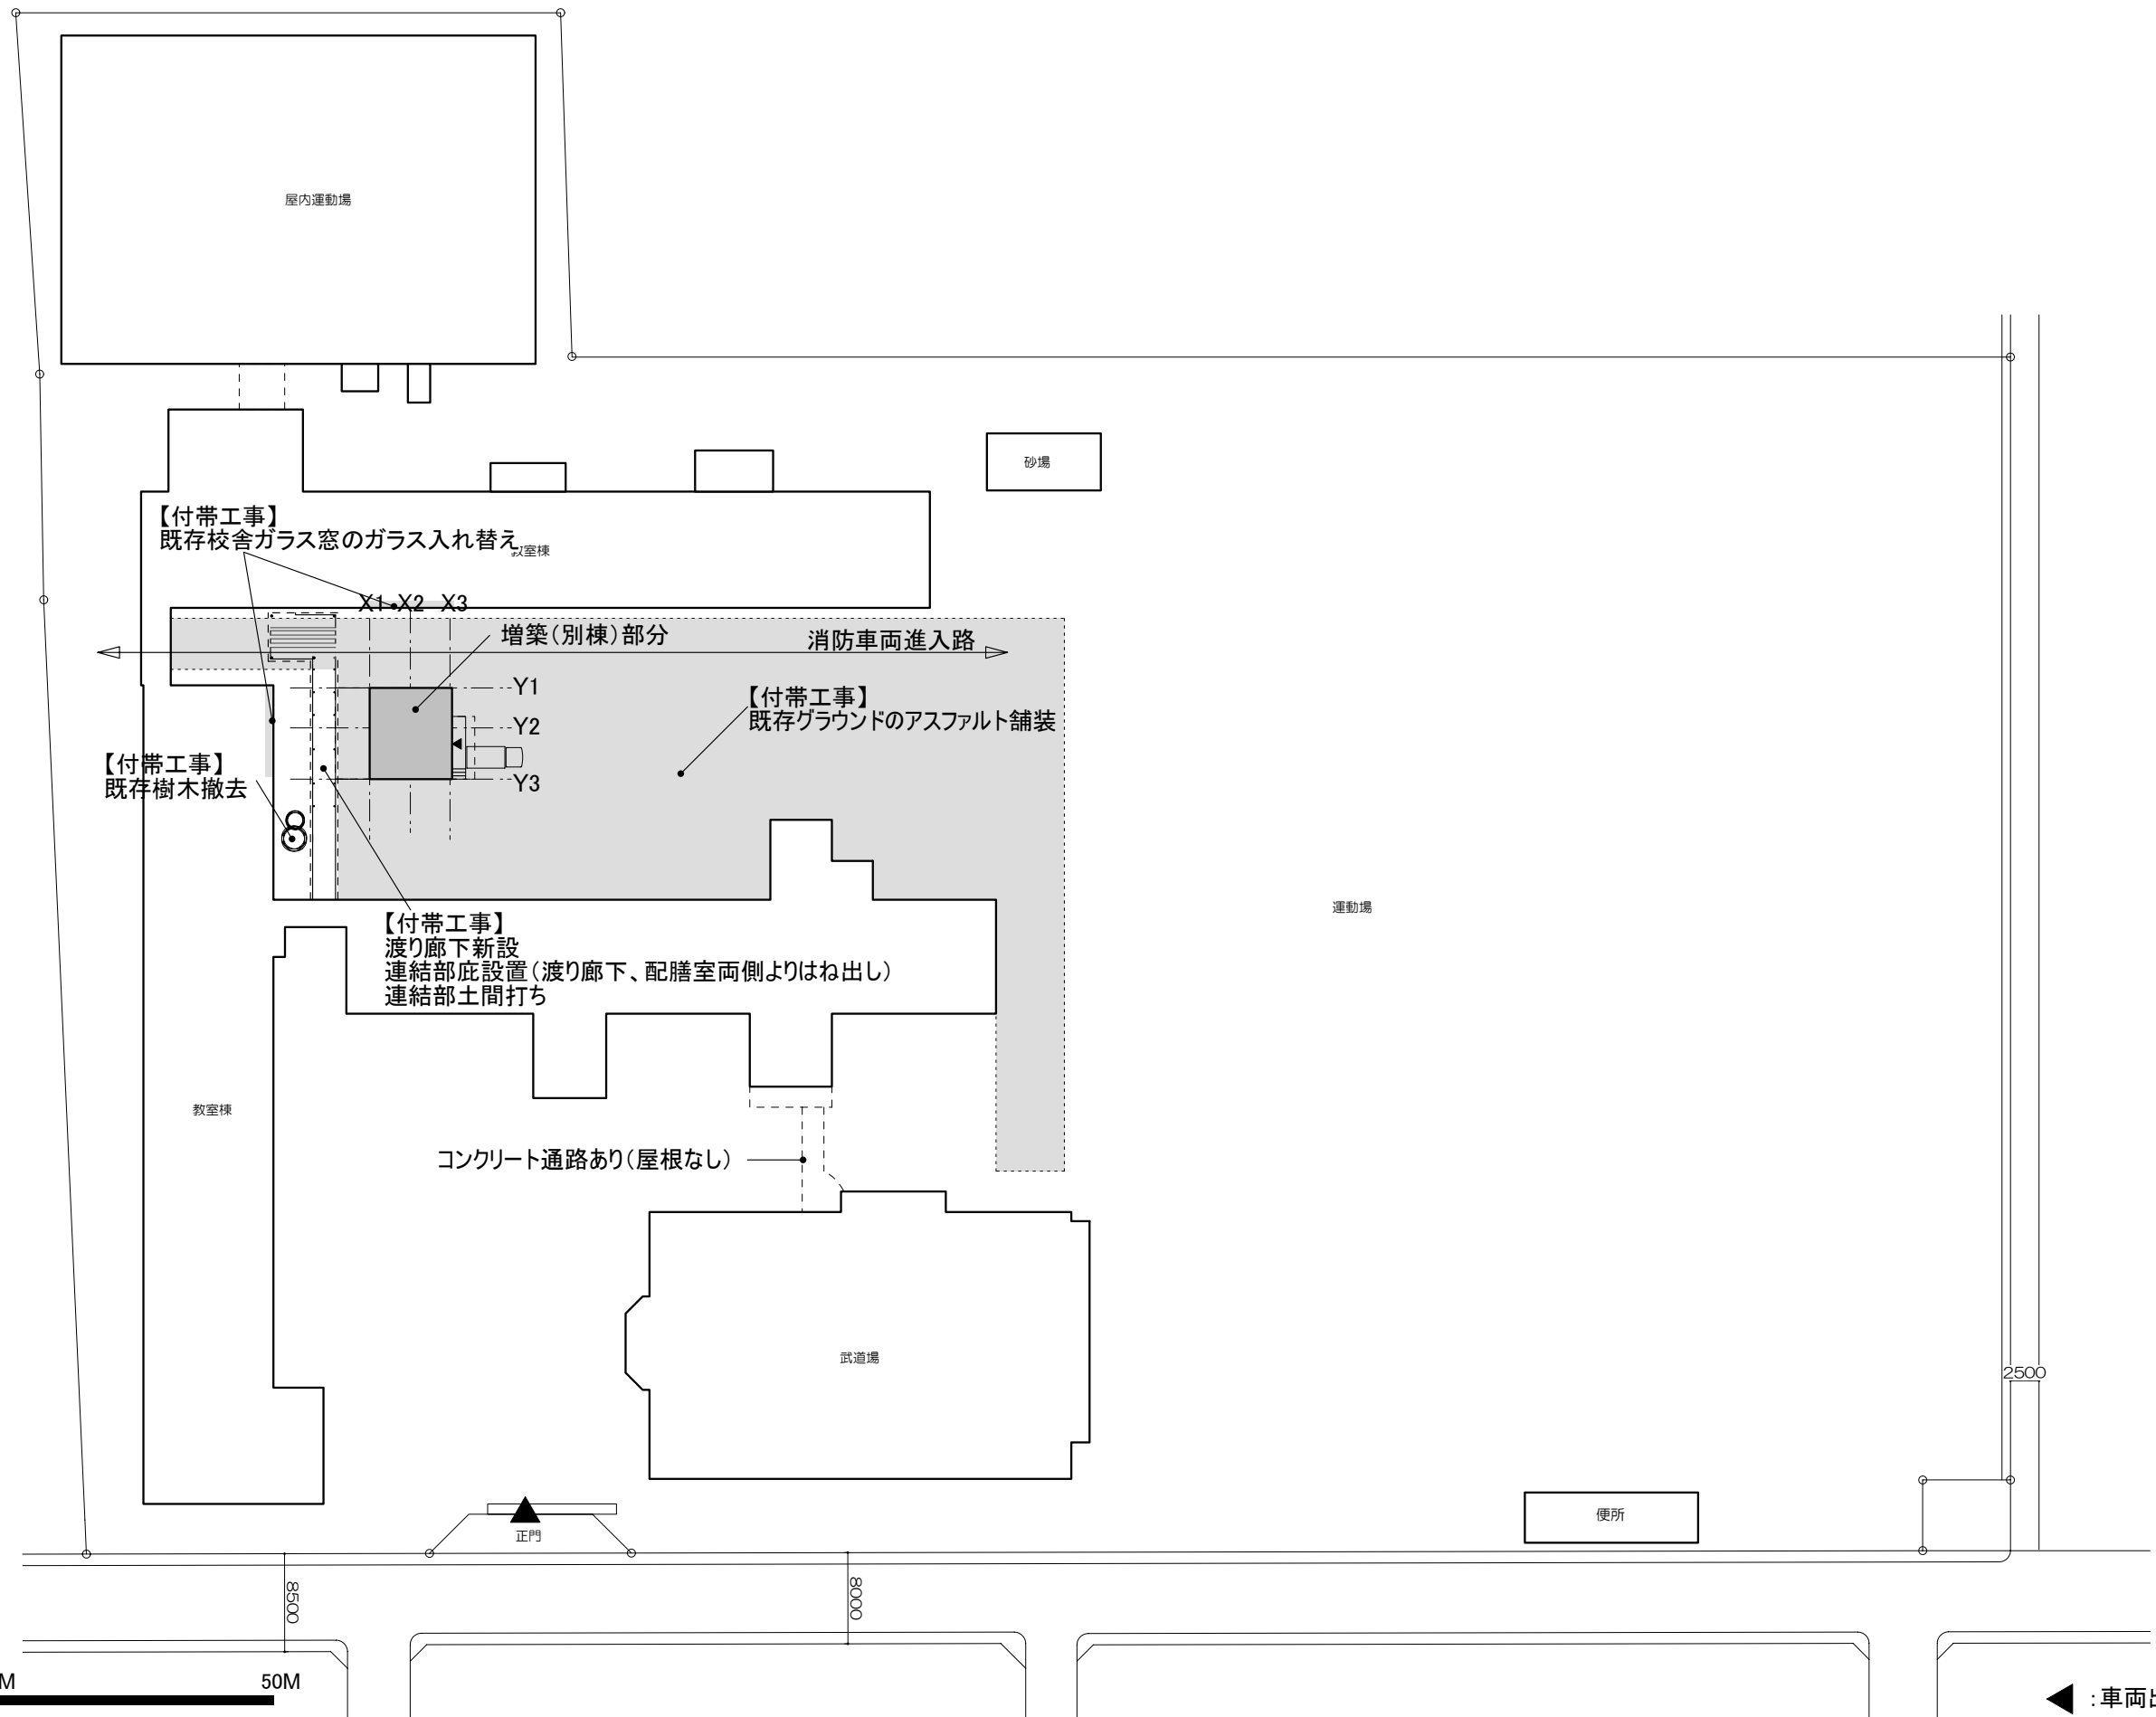 屋内運動場
砂場
【付帯工事】
既存校舎ガラス窓のガラス入れ替え
教室棟
X1 X2 X3
増築(別棟)部分
消防車両進入路
Y1
【付帯工事】
既存グラウンドのアスファルト舗装
Y2
【付帯工事】
既存樹木撤去
Y3
運動場
【付帯工事】
渡り廊下新設
連結部庇設置(渡り廊下、配膳室両側よりはね出し)
連結部土間打ち
教室棟
コンクリート通路あり(屋根なし)
武道場
2500
便所
正門
8500
8000
M
50M
:車両